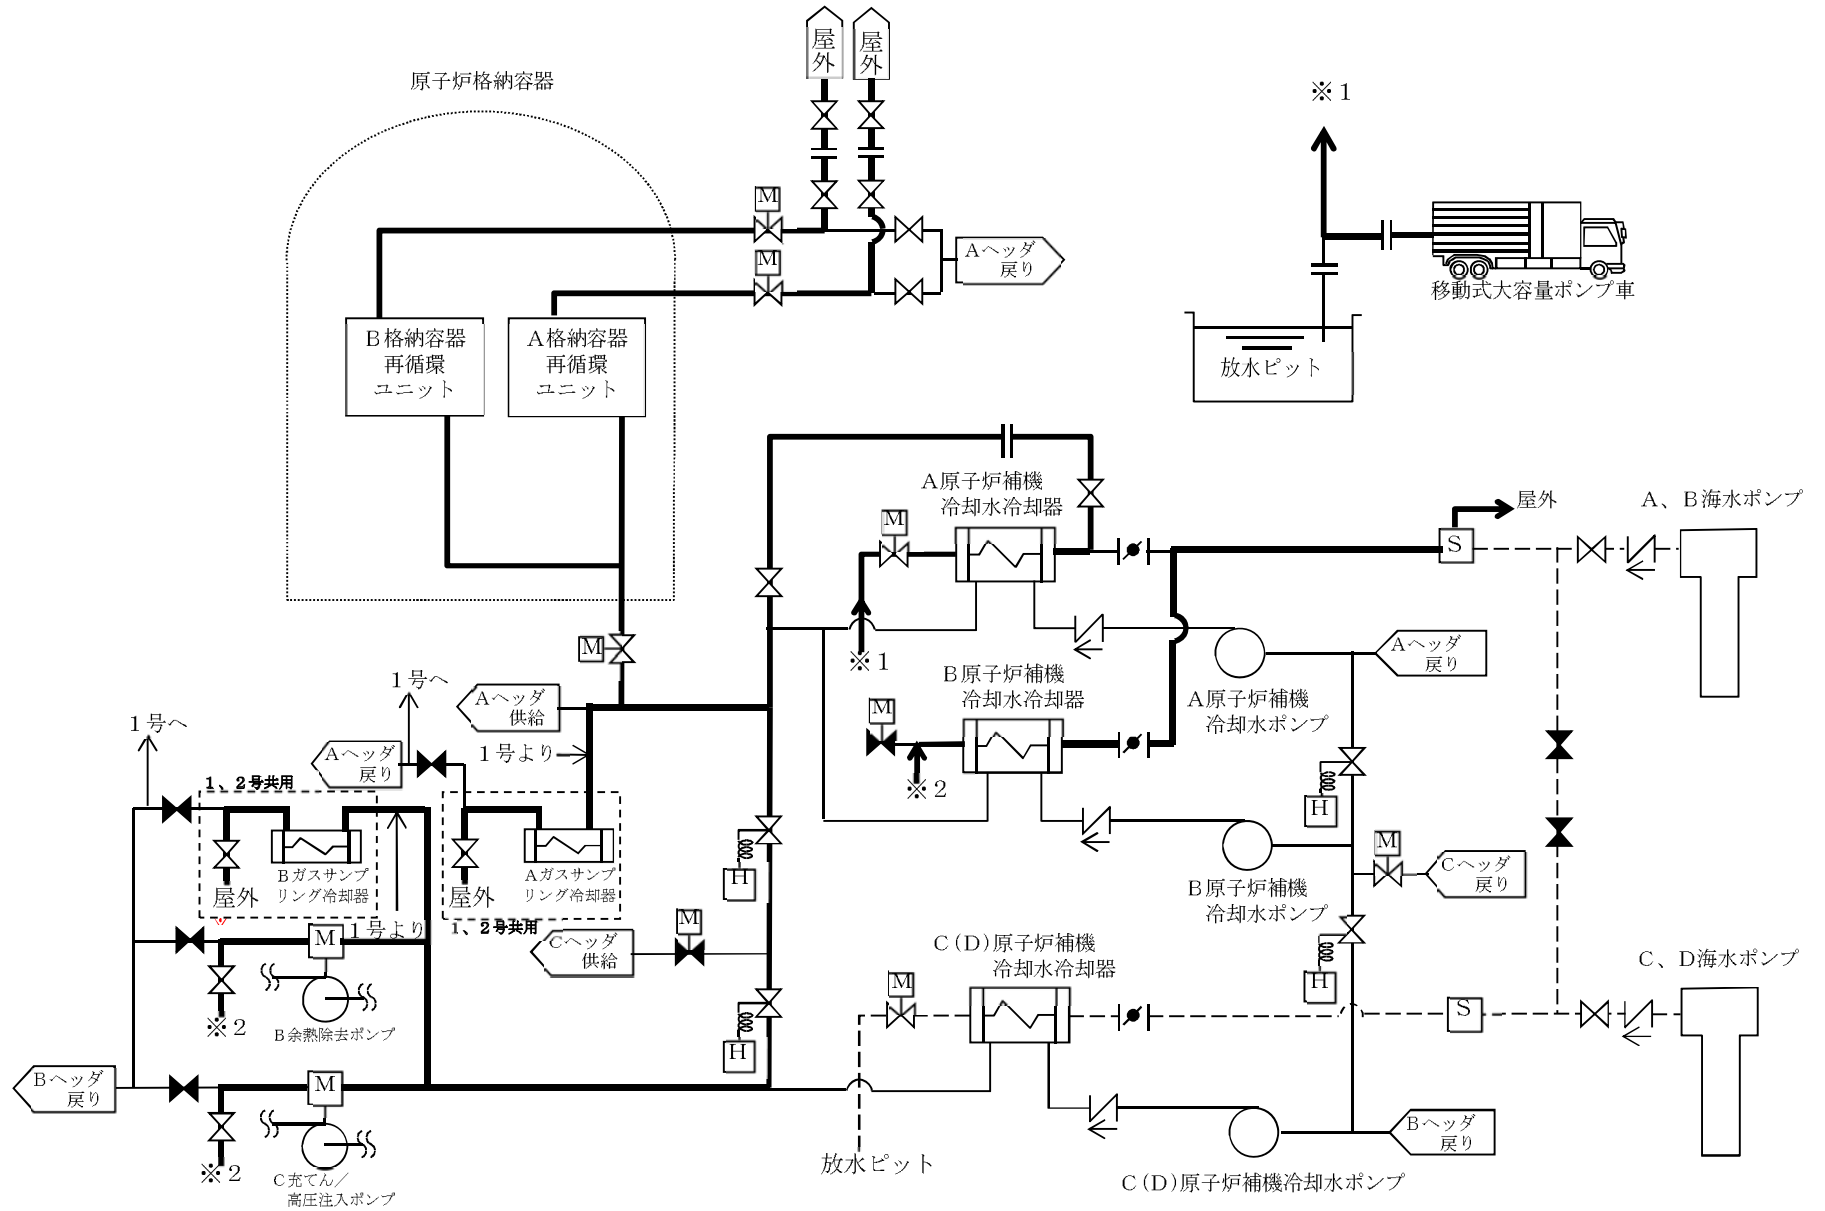 屋
外
屋
外
原子炉格納容器
※1
M
M
Aヘッダ
戻り
移動式大容量ポンプ車
B格納容器
再循環
ユニット
A格納容器
再循環
ユニット
放水ピット
A原子炉補機
冷却水冷却器
M
屋外
S
A、B海水ポンプ
M
※1
Aヘッダ
戻り
B原子炉補機
冷却水冷却器
A原子炉補機
冷却水ポンプ
1号へ
Aヘッダ
供給
M
1号へ
Aヘッダ
戻り
1号より
※2
1、2号共用
H
Bガスサンプ
リング冷却器
屋外
Aガスサンプ
リング冷却器
屋外
H
M
Cヘッダ
戻り
B原子炉補機
冷却水ポンプ
1、2号共用
1号より
M
M
Cヘッダ
供給
C(D)原子炉補機
冷却水冷却器
C、D海水ポンプ
M
H
S
※2
B余熱除去ポンプ
H
Bヘッダ
戻り
M
Bヘッダ
戻り
※2
C充てん/
高圧注入ポンプ
放水ピット
C(D)原子炉補機冷却水ポンプ